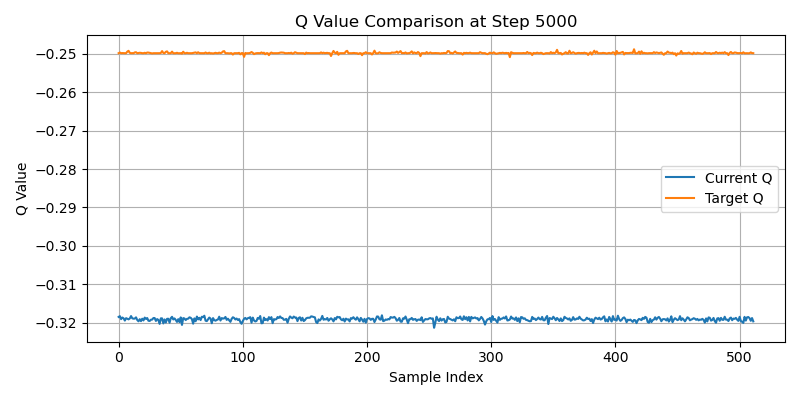 Q Value Comparison at Step 5000
Q Value
−0.25
−0.26
−0.27
−0.28
−0.29
−0.30
−0.31
−0.32
Current Q
Target Q
0
100
200
300
400
500
Sample Index